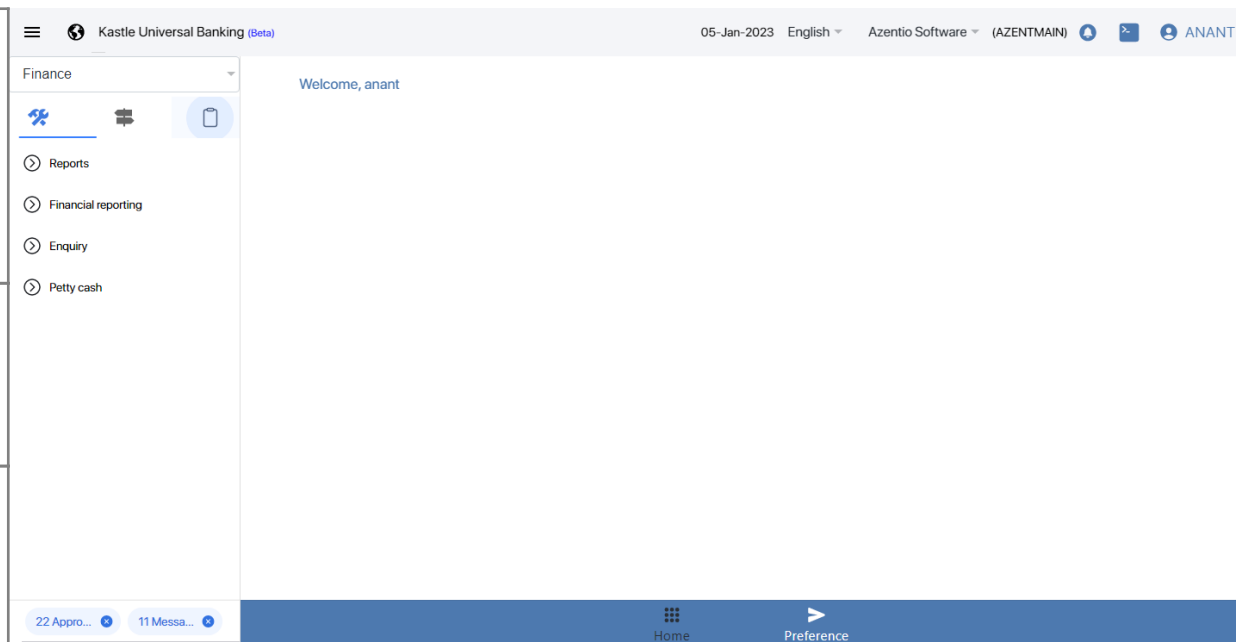 Kastle Universal Banking (Beta) 05-Jan-2023 English Azentio Software (AZENTMAIN) ANANT
Finance
Welcome, anant
Reports
Financial reporting
Enquiry
Petty cash
22 Appro... 11 Messa...
Home Preference